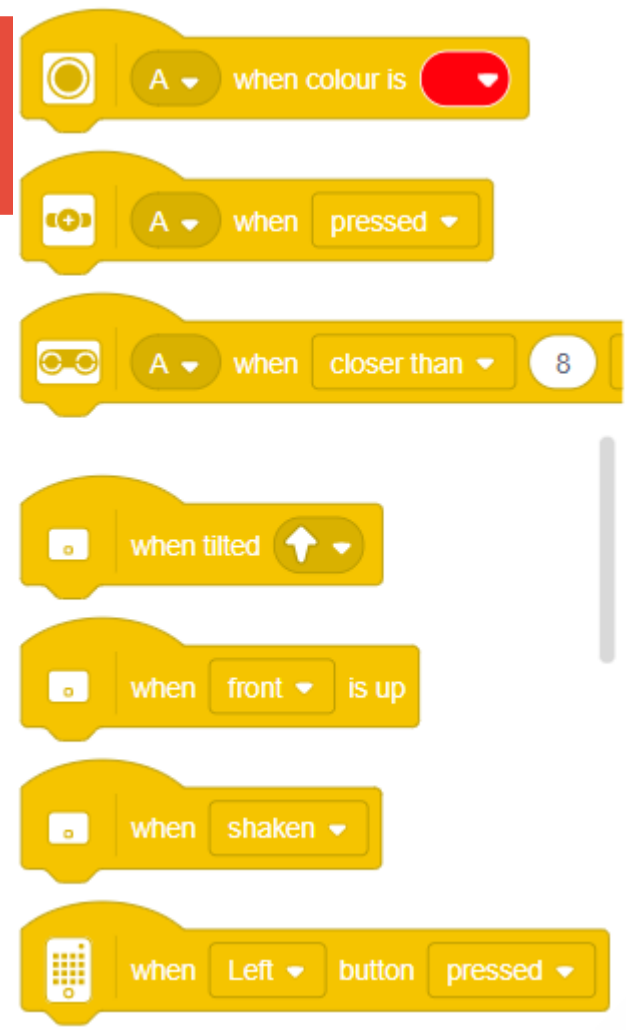 A when colour is
A when pressed
A when closer than 8
when tilted
when front is up
when shaken
when Left button pressed